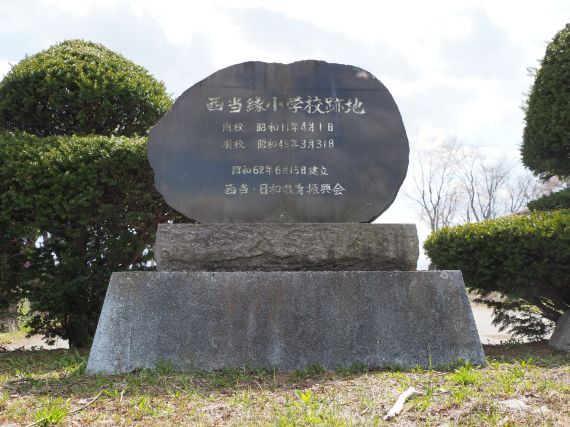 西当縁小学校跡地
開校 昭和11年4月1日
廃校 昭和49年3月31日
昭和62年6月15日建立
西当・日和教育振興会